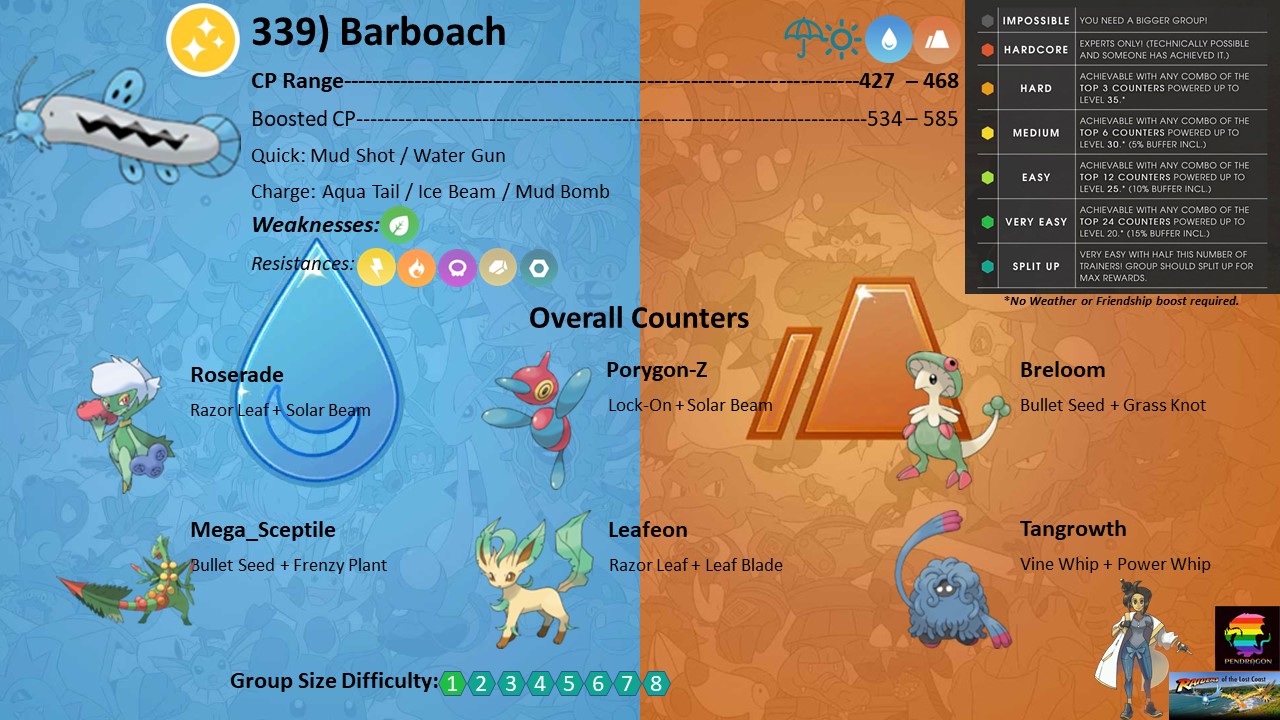 339) Barboach
CP Range-------------------------------------------------------------------------427 – 468
Boosted CP-------------------------------------------------------------------------534 – 585
Quick: Mud Shot / Water Gun
Charge: Aqua Tail / Ice Beam / Mud Bomb
Weaknesses:
Resistances:
IMPOSSIBLE YOU NEED A BIGGER GROUP!
HARDCORE EXPERTS ONLY! (TECHNICALLY POSSIBLE
AND SOMEONE HAS ACHIEVED IT.)
HARD ACHIEVABLE WITH ANY COMBO OF THE
TOP 3 COUNTERS POWERED UP TO
LEVEL 35.*
MEDIUM ACHIEVABLE WITH ANY COMBO OF THE
TOP 6 COUNTERS POWERED UP TO
LEVEL 30.* (5% BUFFER INCL.)
EASY ACHIEVABLE WITH ANY COMBO OF THE
TOP 12 COUNTERS POWERED UP TO
LEVEL 25.* (10% BUFFER INCL.)
VERY EASY ACHIEVABLE WITH ANY COMBO OF THE
TOP 24 COUNTERS POWERED UP TO
LEVEL 20.* (15% BUFFER INCL.)
SPLIT UP VERY EASY WITH HALF THIS NUMBER OF
TRAINERS! GROUP SHOULD SPLIT UP FOR
MAX REWARDS.
*No Weather or Friendship boost required.
Overall Counters
Roserade
Razor Leaf + Solar Beam
Porygon-Z
Lock-On + Solar Beam
Breloom
Bullet Seed + Grass Knot
Mega_Sceptile
Bullet Seed + Frenzy Plant
Leafeon
Razor Leaf + Leaf Blade
Tangrowth
Vine Whip + Power Whip
Group Size Difficulty: 1 2 3 4 5 6 7 8
PENDRAGON
RAIDERS of the Lost Coast